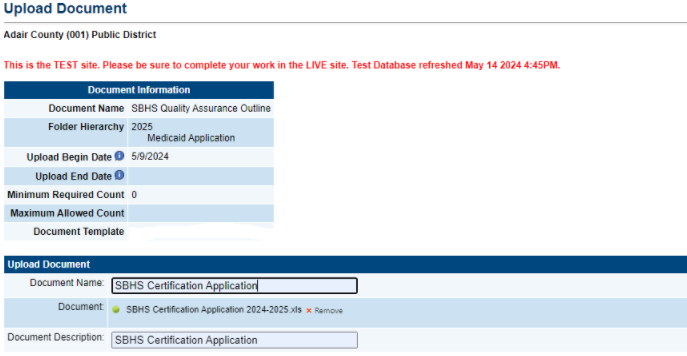 Upload Document
Adair County (001) Public District
This is the TEST site. Please be sure to complete your work in the LIVE site. Test Database refreshed May 14 2024 4:45PM.
Document Information
Document Name SBHS Quality Assurance Outline
Folder Hierarchy 2025
Medicaid Application
Upload Begin Date 5/9/2024
Upload End Date
Minimum Required Count 0
Maximum Allowed Count
Document Template
Upload Document
Document Name: SBHS Certification Application
Document: SBHS Certification Application 2024-2025.xls × Remove
Document Description: SBHS Certification Application